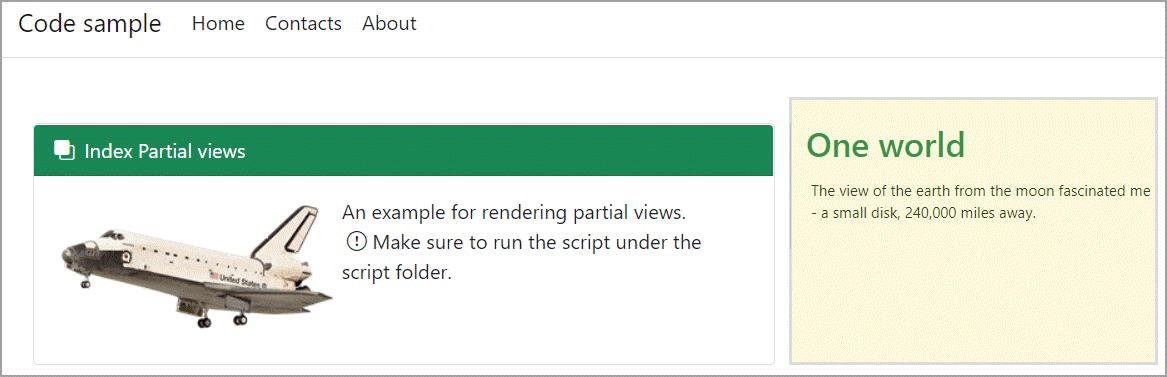 Code sample Home Contacts About
Index Partial views
United States
An example for rendering partial views.
Make sure to run the script under the
script folder.
One world
The view of the earth from the moon fascinated me
- a small disk, 240,000 miles away.